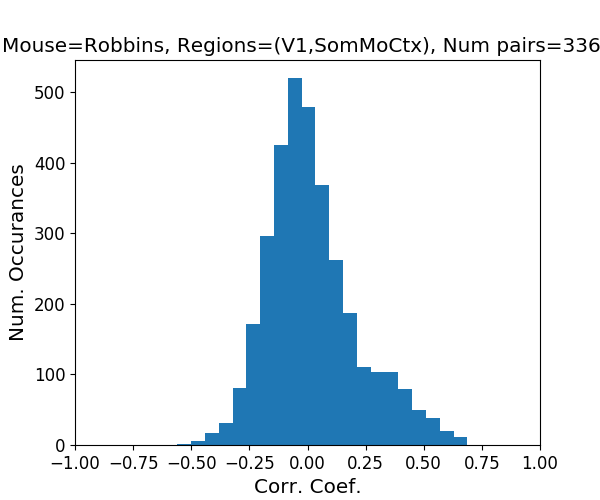 Mouse=Robbins, Regions=(V1,SomMoCtx), Num pairs=336
Num. Occurances
500
400
300
200
100
0
−1.00 −0.75 −0.50 −0.25 0.00 0.25 0.50 0.75 1.00
Corr. Coef.